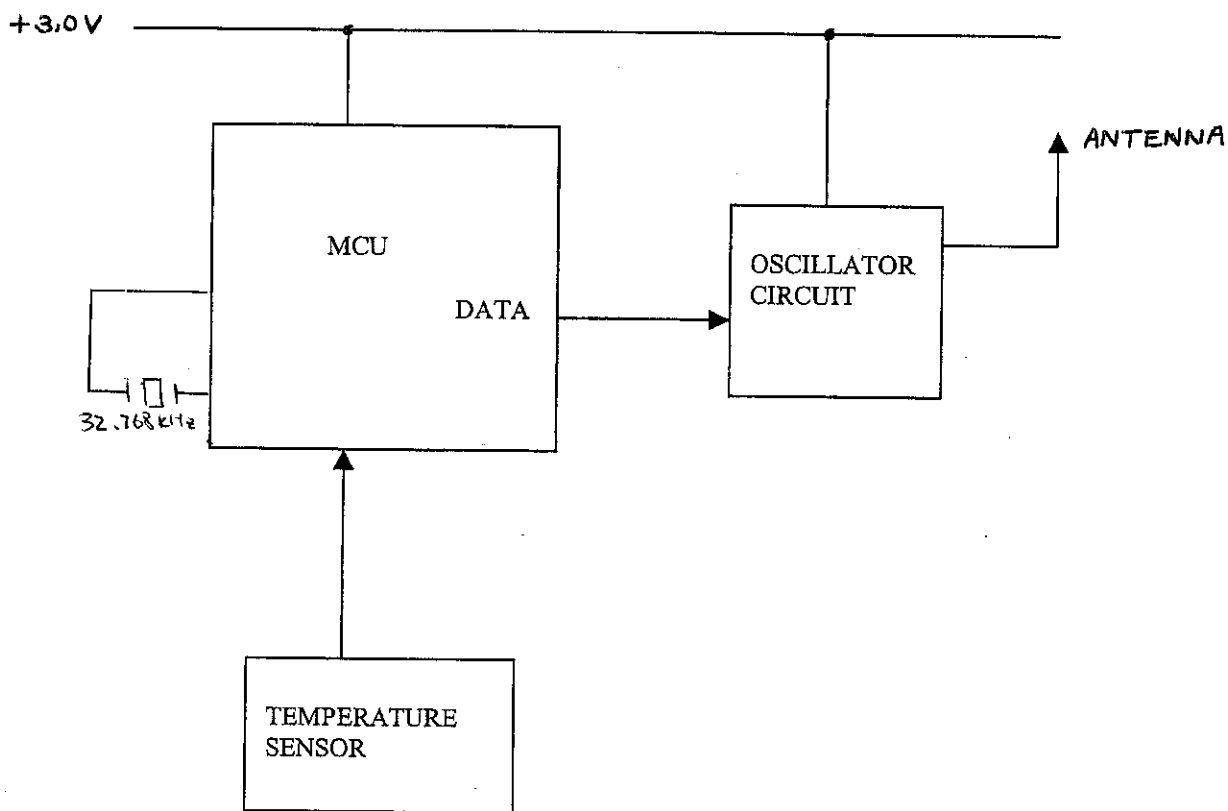 +3.0V
ANTENNA
MCU
OSCILLATOR
CIRCUIT
DATA
32.768kHz
TEMPERATURE
SENSOR